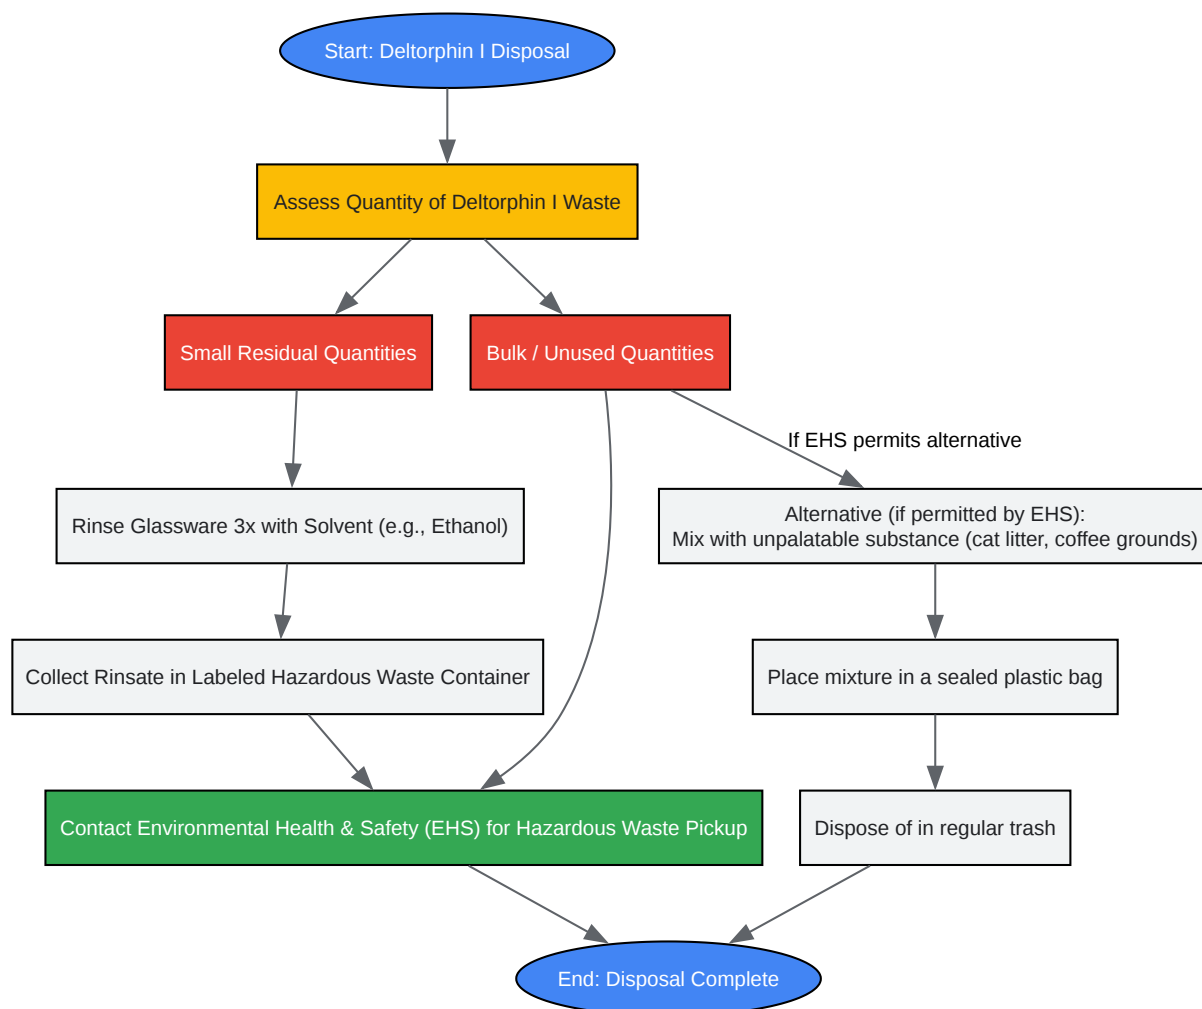 Start: Deltorphin I Disposal
Assess Quantity of Deltorphin I Waste
Small Residual Quantities
Bulk / Unused Quantities
If EHS permits alternative
Rinse Glassware 3x with Solvent (e.g., Ethanol)
Alternative (if permitted by EHS):
Mix with unpalatable substance (cat litter, coffee grounds)
Collect Rinsate in Labeled Hazardous Waste Container
Place mixture in a sealed plastic bag
Contact Environmental Health & Safety (EHS) for Hazardous Waste Pickup
Dispose of in regular trash
End: Disposal Complete